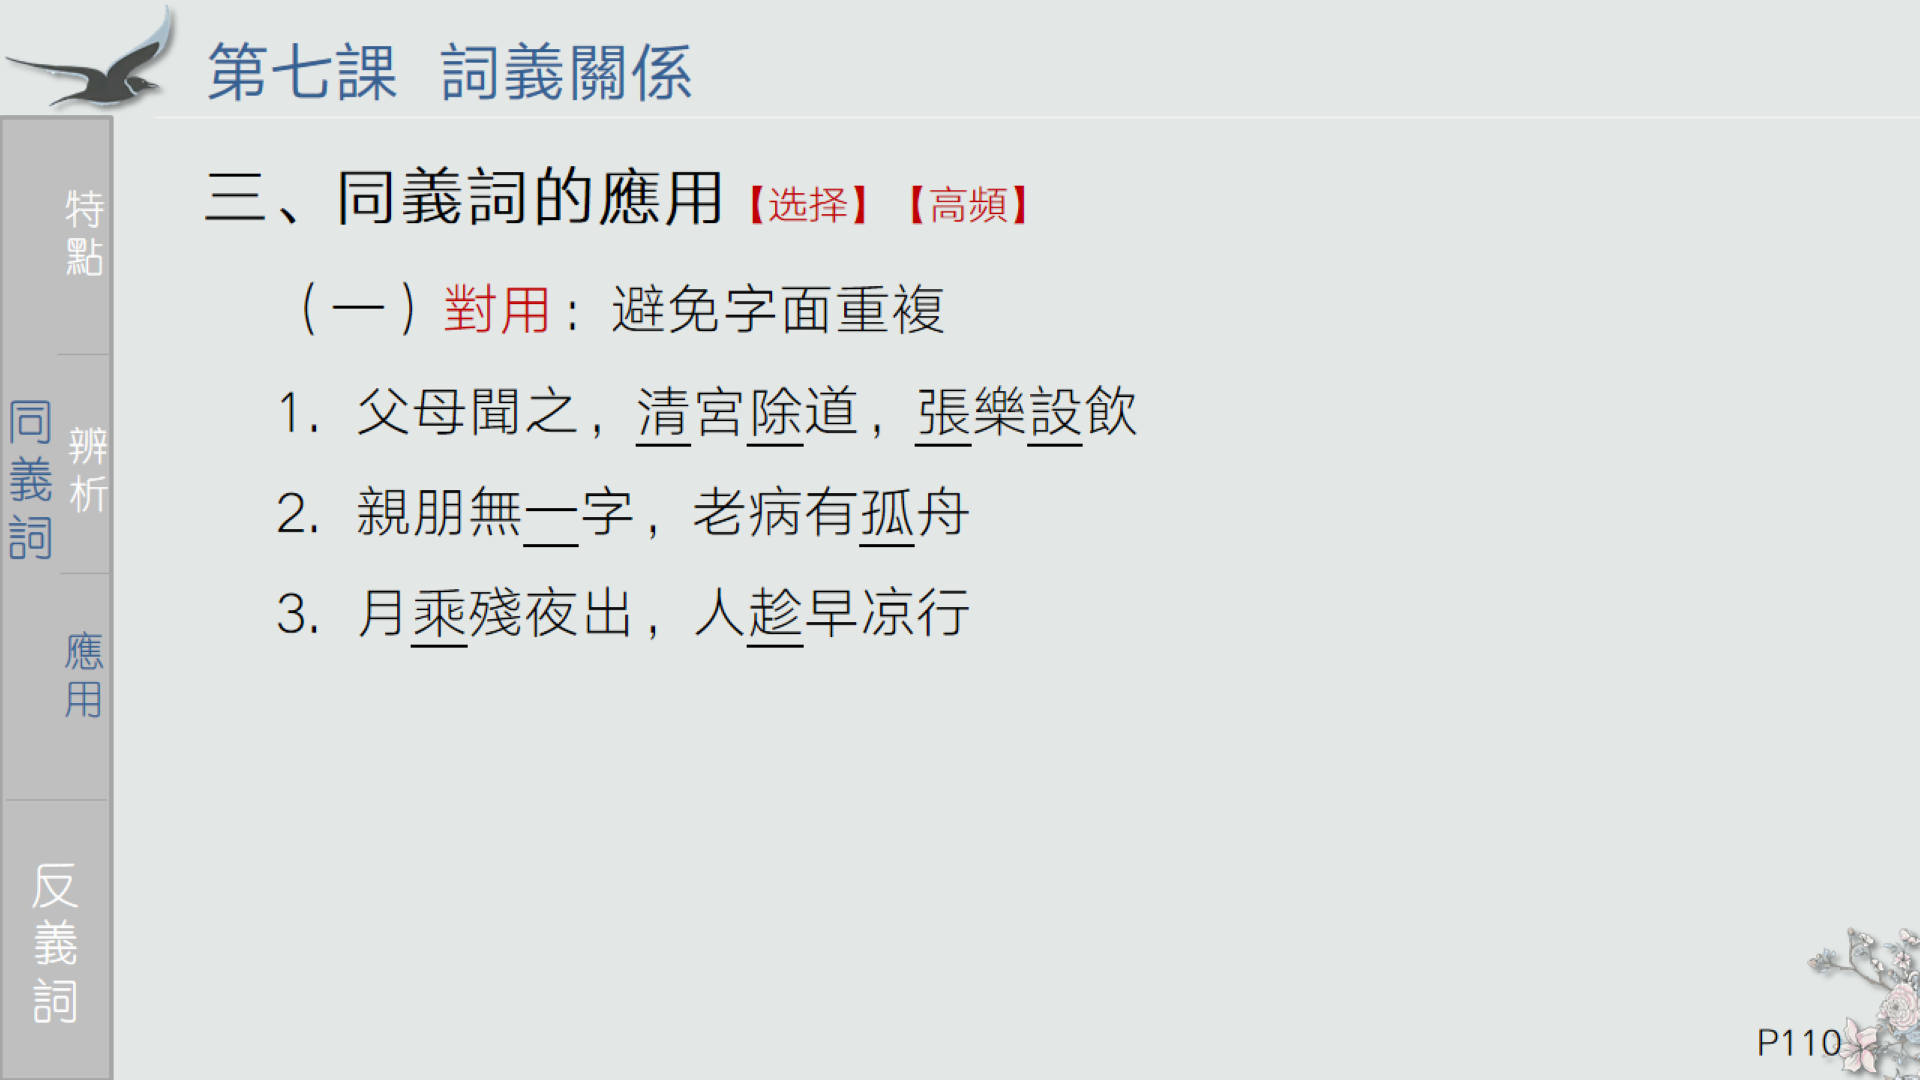 第七課 詞義關係
特點
同義詞
辨析
應用
反義詞
三、同義詞的應用【选择】【高頻】
（一）對用：避免字面重複
1. 父母聞之，清宮除道，張樂設飲
2. 親朋無一字，老病有孤舟
3. 月乘殘夜出，人趁早凉行
P110